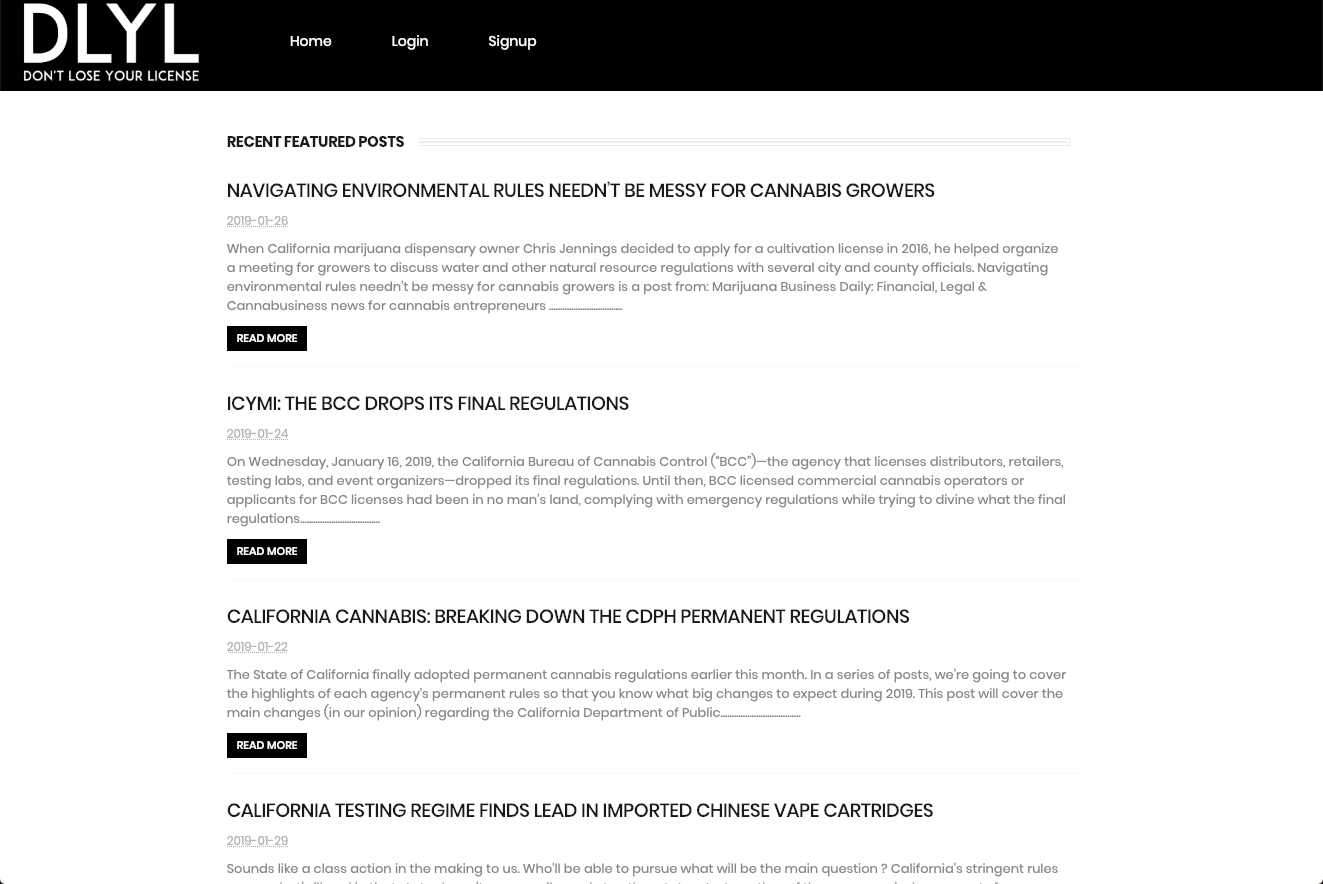 DLYL
DON'T LOSE YOUR LICENSE
Home
Login
Signup
RECENT FEATURED POSTS
NAVIGATING ENVIRONMENTAL RULES NEEDN'T BE MESSY FOR CANNABIS GROWERS
2019-01-26
When California marijuana dispensary owner Chris Jennings decided to apply for a cultivation license in 2016, he helped organize
a meeting for growers to discuss water and other natural resource regulations with several city and county officials. Navigating
environmental rules needn't be messy for cannabis growers is a post from: Marijuana Business Daily: Financial, Legal &
Cannabusiness news for cannabis entrepreneurs ....................................
READ MORE
ICYMI: THE BCC DROPS ITS FINAL REGULATIONS
2019-01-24
On Wednesday, January 16, 2019, the California Bureau of Cannabis Control ("BCC")—the agency that licenses distributors, retailers,
testing labs, and event organizers—dropped its final regulations. Until then, BCC licensed commercial cannabis operators or
applicants for BCC licenses had been in no man's land, complying with emergency regulations while trying to divine what the final
regulations.......................................
READ MORE
CALIFORNIA CANNABIS: BREAKING DOWN THE CDPH PERMANENT REGULATIONS
2019-01-22
The State of California finally adopted permanent cannabis regulations earlier this month. In a series of posts, we're going to cover
the highlights of each agency's permanent rules so that you know what big changes to expect during 2019. This post will cover the
main changes (in our opinion) regarding the California Department of Public.......................................
READ MORE
CALIFORNIA TESTING REGIME FINDS LEAD IN IMPORTED CHINESE VAPE CARTRIDGES
2019-01-29
Sounds like a class action in the making to us. Who'll be able to pursue what will be the main question ? California's stringent rules